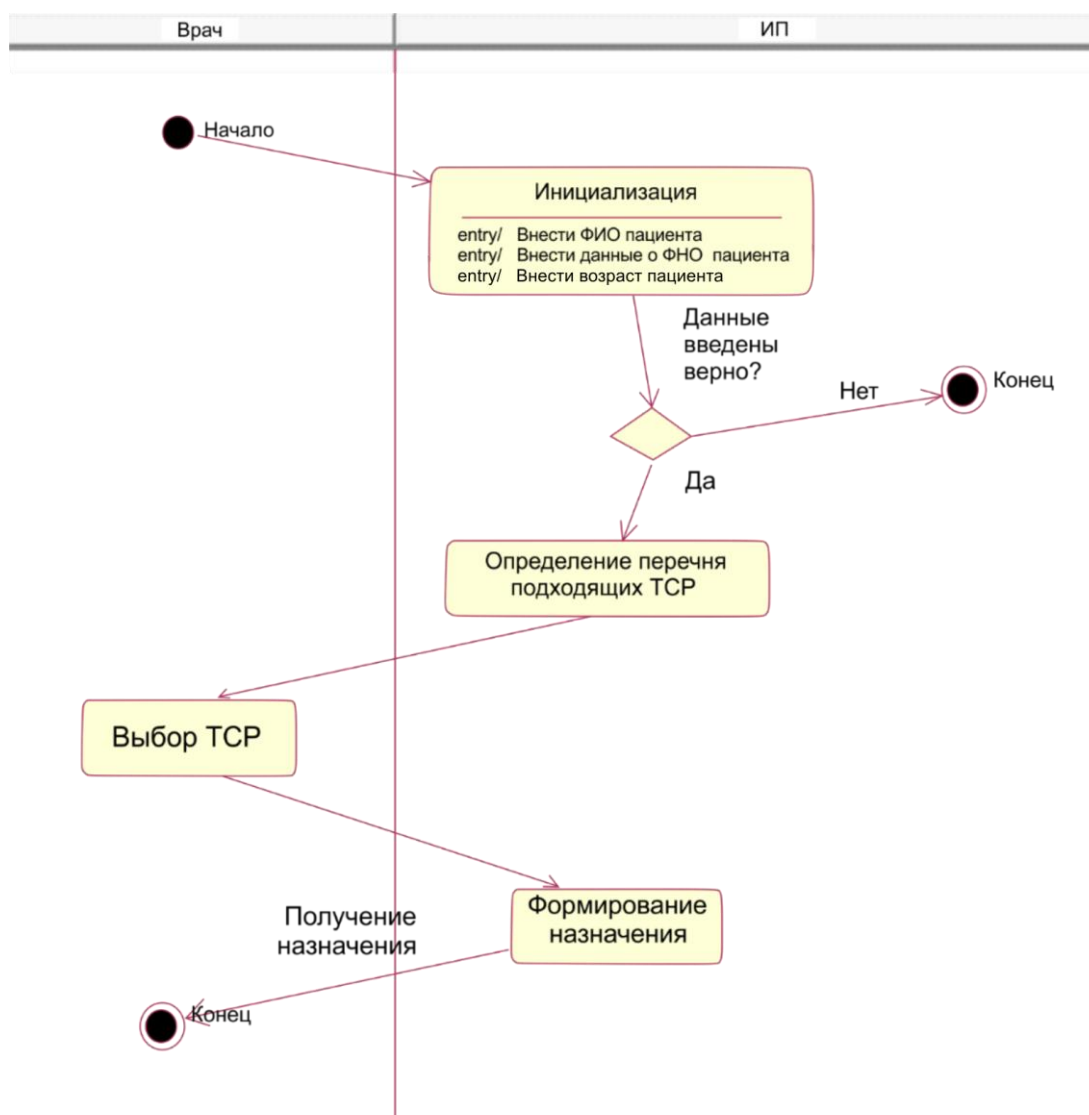 Врач
ИП
Начало
Инициализация
entry/ Внести ФИО пациента
entry/ Внести данные о ФНО пациента
entry/ Внести возраст пациента
Данные
введены
верно?
Нет
Конец
Да
Определение перечня
подходящих ТСР
Выбор ТСР
Формирование
назначения
Получение
назначения
Конец